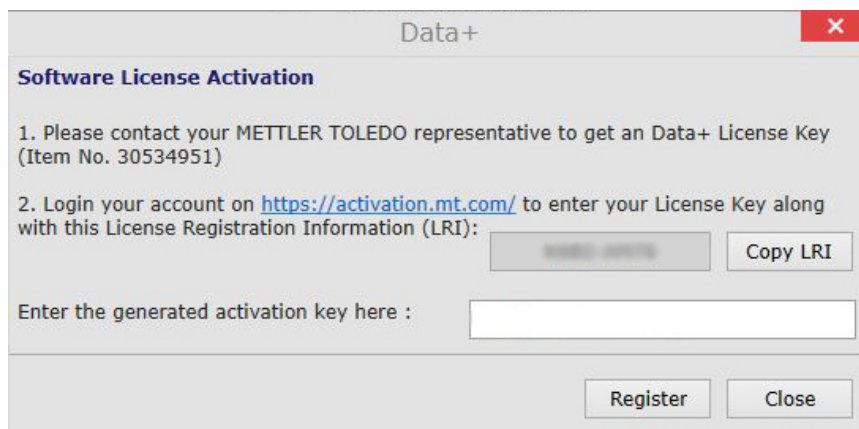 Data+
Software License Activation
1. Please contact your METTLER TOLEDO representative to get an Data+ License Key
(Item No. 30534951)
2. Login your account on https://activation.mt.com/ to enter your License Key along
with this License Registration Information (LRI):
Copy LRI
Enter the generated activation key here :
Register
Close